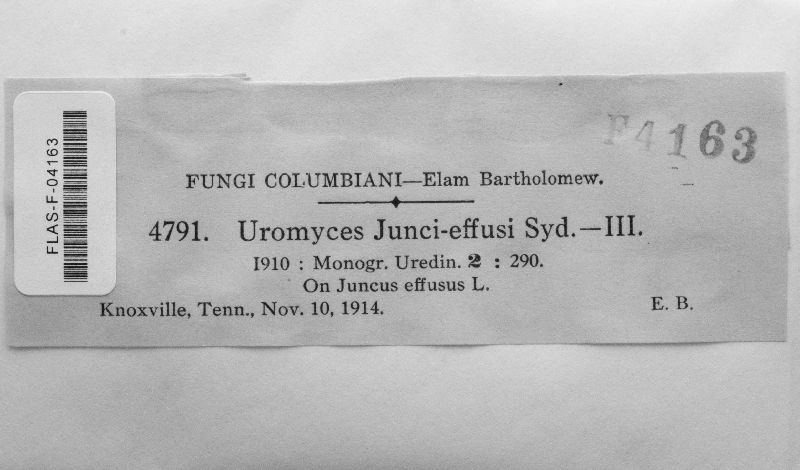 FLAS-F-04163
F4163
FUNGI COLUMBIANI—Elam Bartholomew.
4791. Uromyces Junci-effusi Syd.—III.
1910 : Monogr. Uredin. 2 : 290.
On Juncus effusus L.
Knoxville, Tenn., Nov. 10, 1914. E. B.